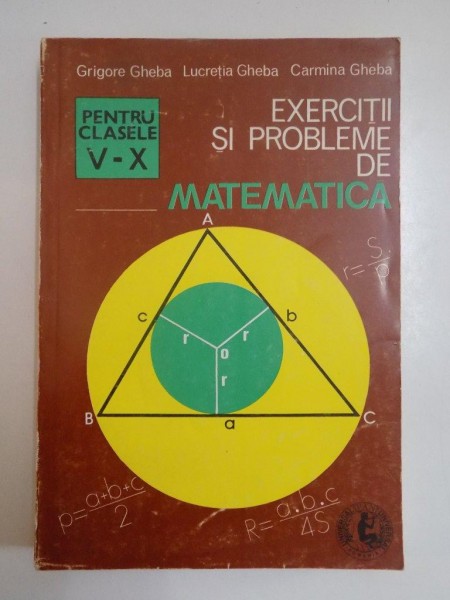 Grigore Gheba Lucreția Gheba Carmina Gheba
PENTRU
CLASELE
V-X
EXERCIȚII
ȘI PROBLEME
DE
MATEMATICA
A
r=S/p
c b
r r
o
r
B a C
p=a+b+c/2
R=a.b.c/4S